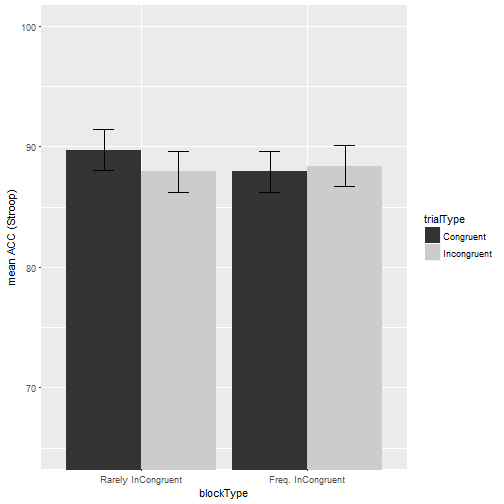 100
90
80
70
mean ACC (Stroop)
Rarely InCongruent
Freq. InCongruent
blockType
trialType
Congruent
Incongruent